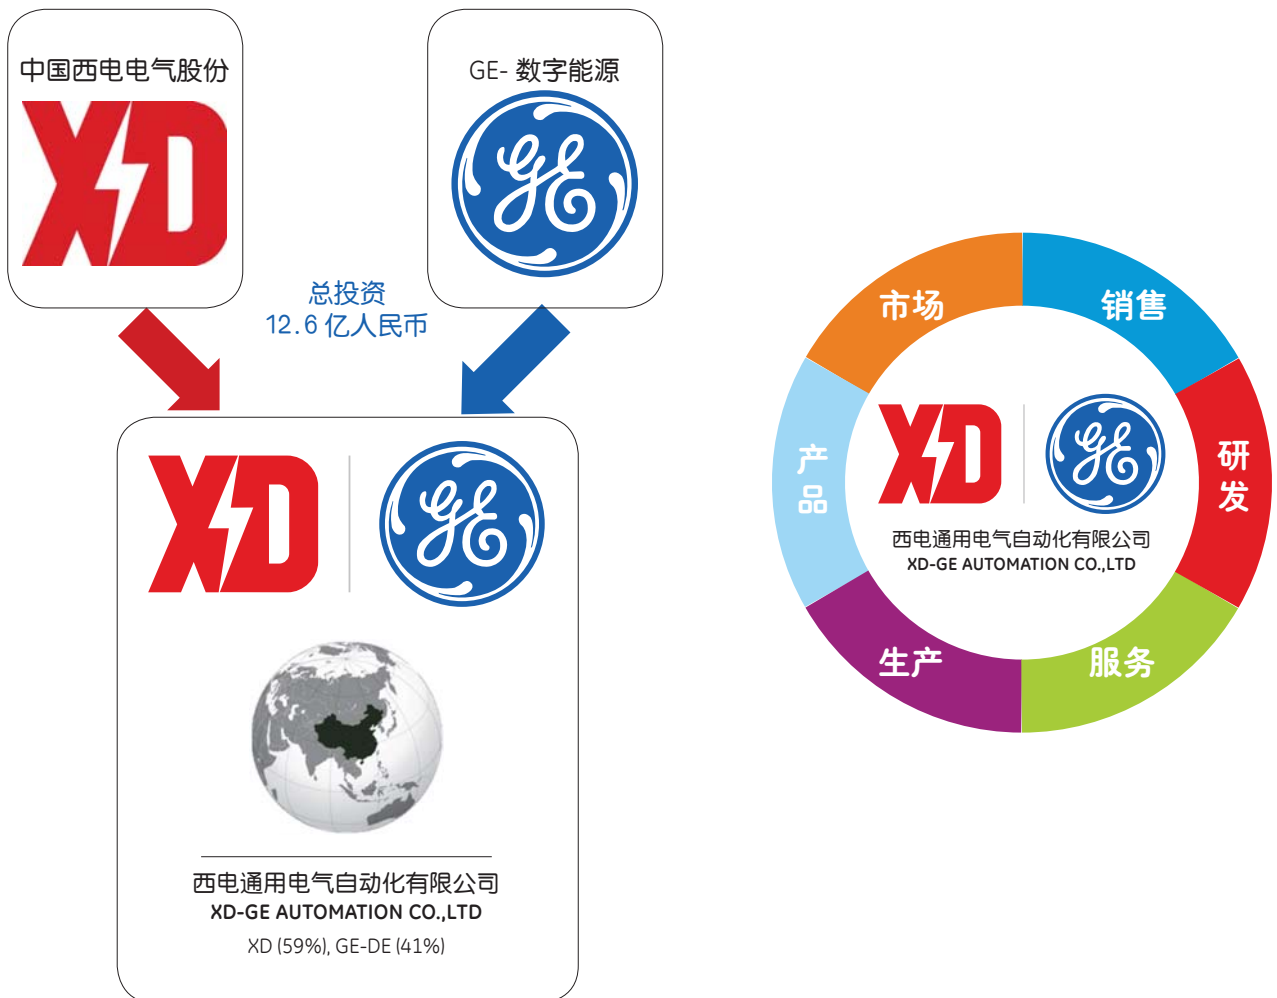 中国西电电气股份
XD
GE- 数字能源
GE
总投资
12.6 亿人民币
XD
GE
西电通用电气自动化有限公司
XD-GE AUTOMATION CO.,LTD
XD (59%), GE-DE (41%)
市场
销售
产品
研发
XD
GE
西电通用电气自动化有限公司
XD-GE AUTOMATION CO.,LTD
生产
服务